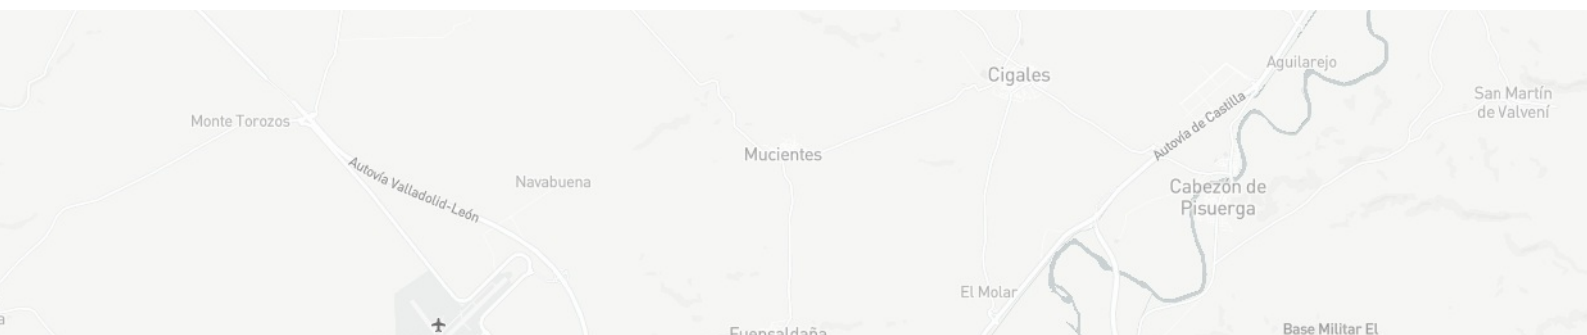 Aguilarejo
Cigales
San Martín
de Valvení
Monte Torozos
Autovía de Castilla
Mucientes
Autovía Valladolid-León
Navabuena
Cabezón de
Pisuerga
El Molar
a
Fuensaldaña
Base Militar El